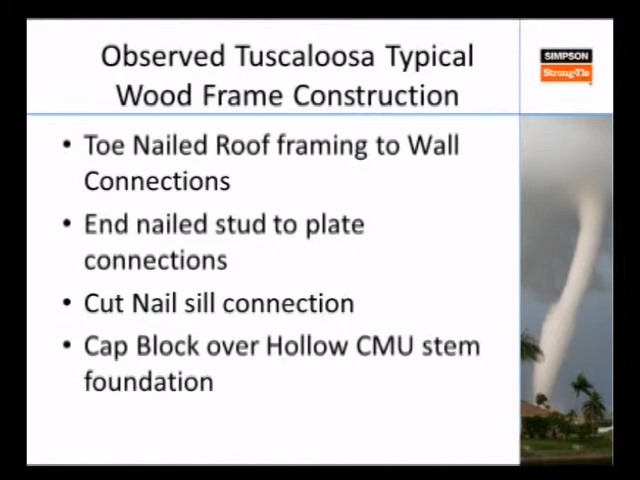 Observed Tuscaloosa Typical
Wood Frame Construction
SIMPSON
Strong-Tie
• Toe Nailed Roof framing to Wall
Connections
• End nailed stud to plate
connections
• Cut Nail sill connection
• Cap Block over Hollow CMU stem
foundation